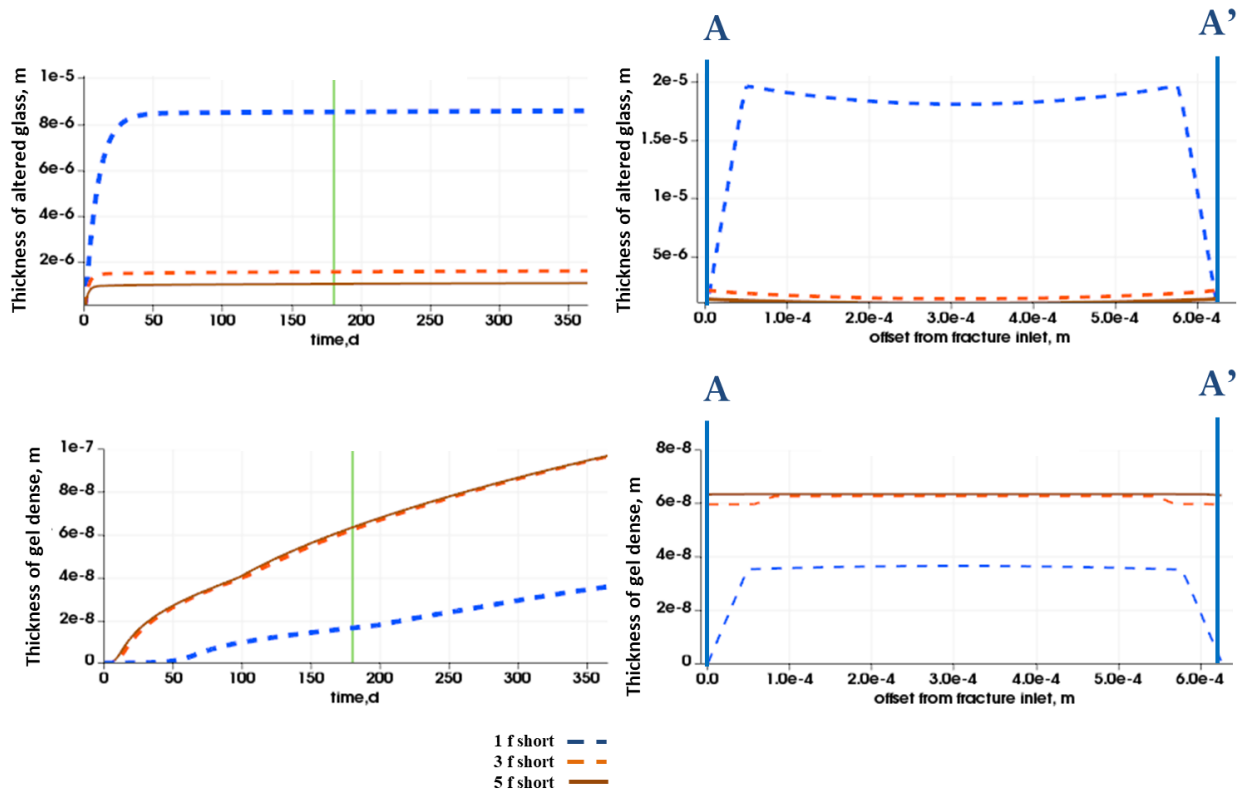 A A’
Thickness of altered glass, m
1e-5
8e-6
6e-6
4e-6
2e-6
0 50 100 150 200 250 300 350
time,d
Thickness of altered glass, m
2e-5
1.5e-5
1e-5
5e-6
0.0 1.0e-4 2.0e-4 3.0e-4 4.0e-4 5.0e-4 6.0e-4
offset from fracture inlet, m
A A’
Thickness of gel dense, m
1e-7
8e-8
6e-8
4e-8
2e-8
0
0 50 100 150 200 250 300 350
time,d
Thickness of gel dense, m
8e-8
6e-8
4e-8
2e-8
0
0.0 1.0e-4 2.0e-4 3.0e-4 4.0e-4 5.0e-4 6.0e-4
offset from fracture inlet, m
1 f short
3 f short
5 f short